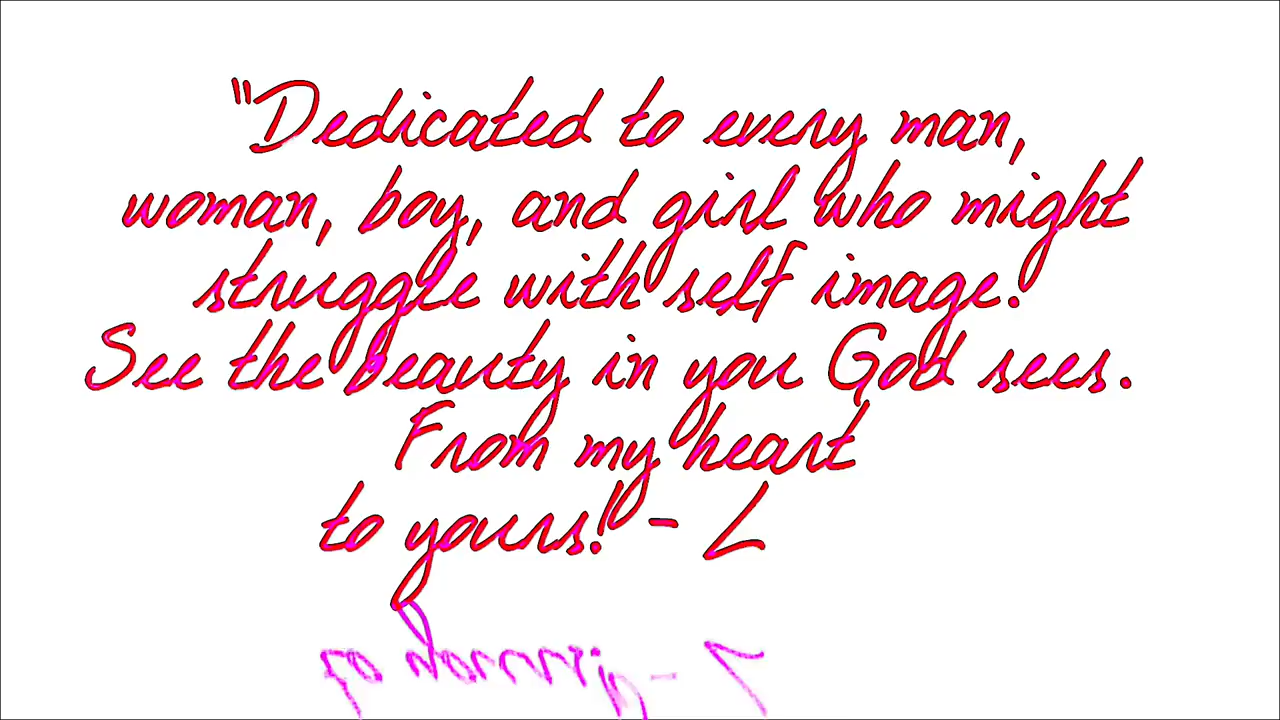 "Dedicated to every man,
woman, boy, and girl who might
struggle with self image.
See the beauty in you God sees.
From my heart
to yours! - L